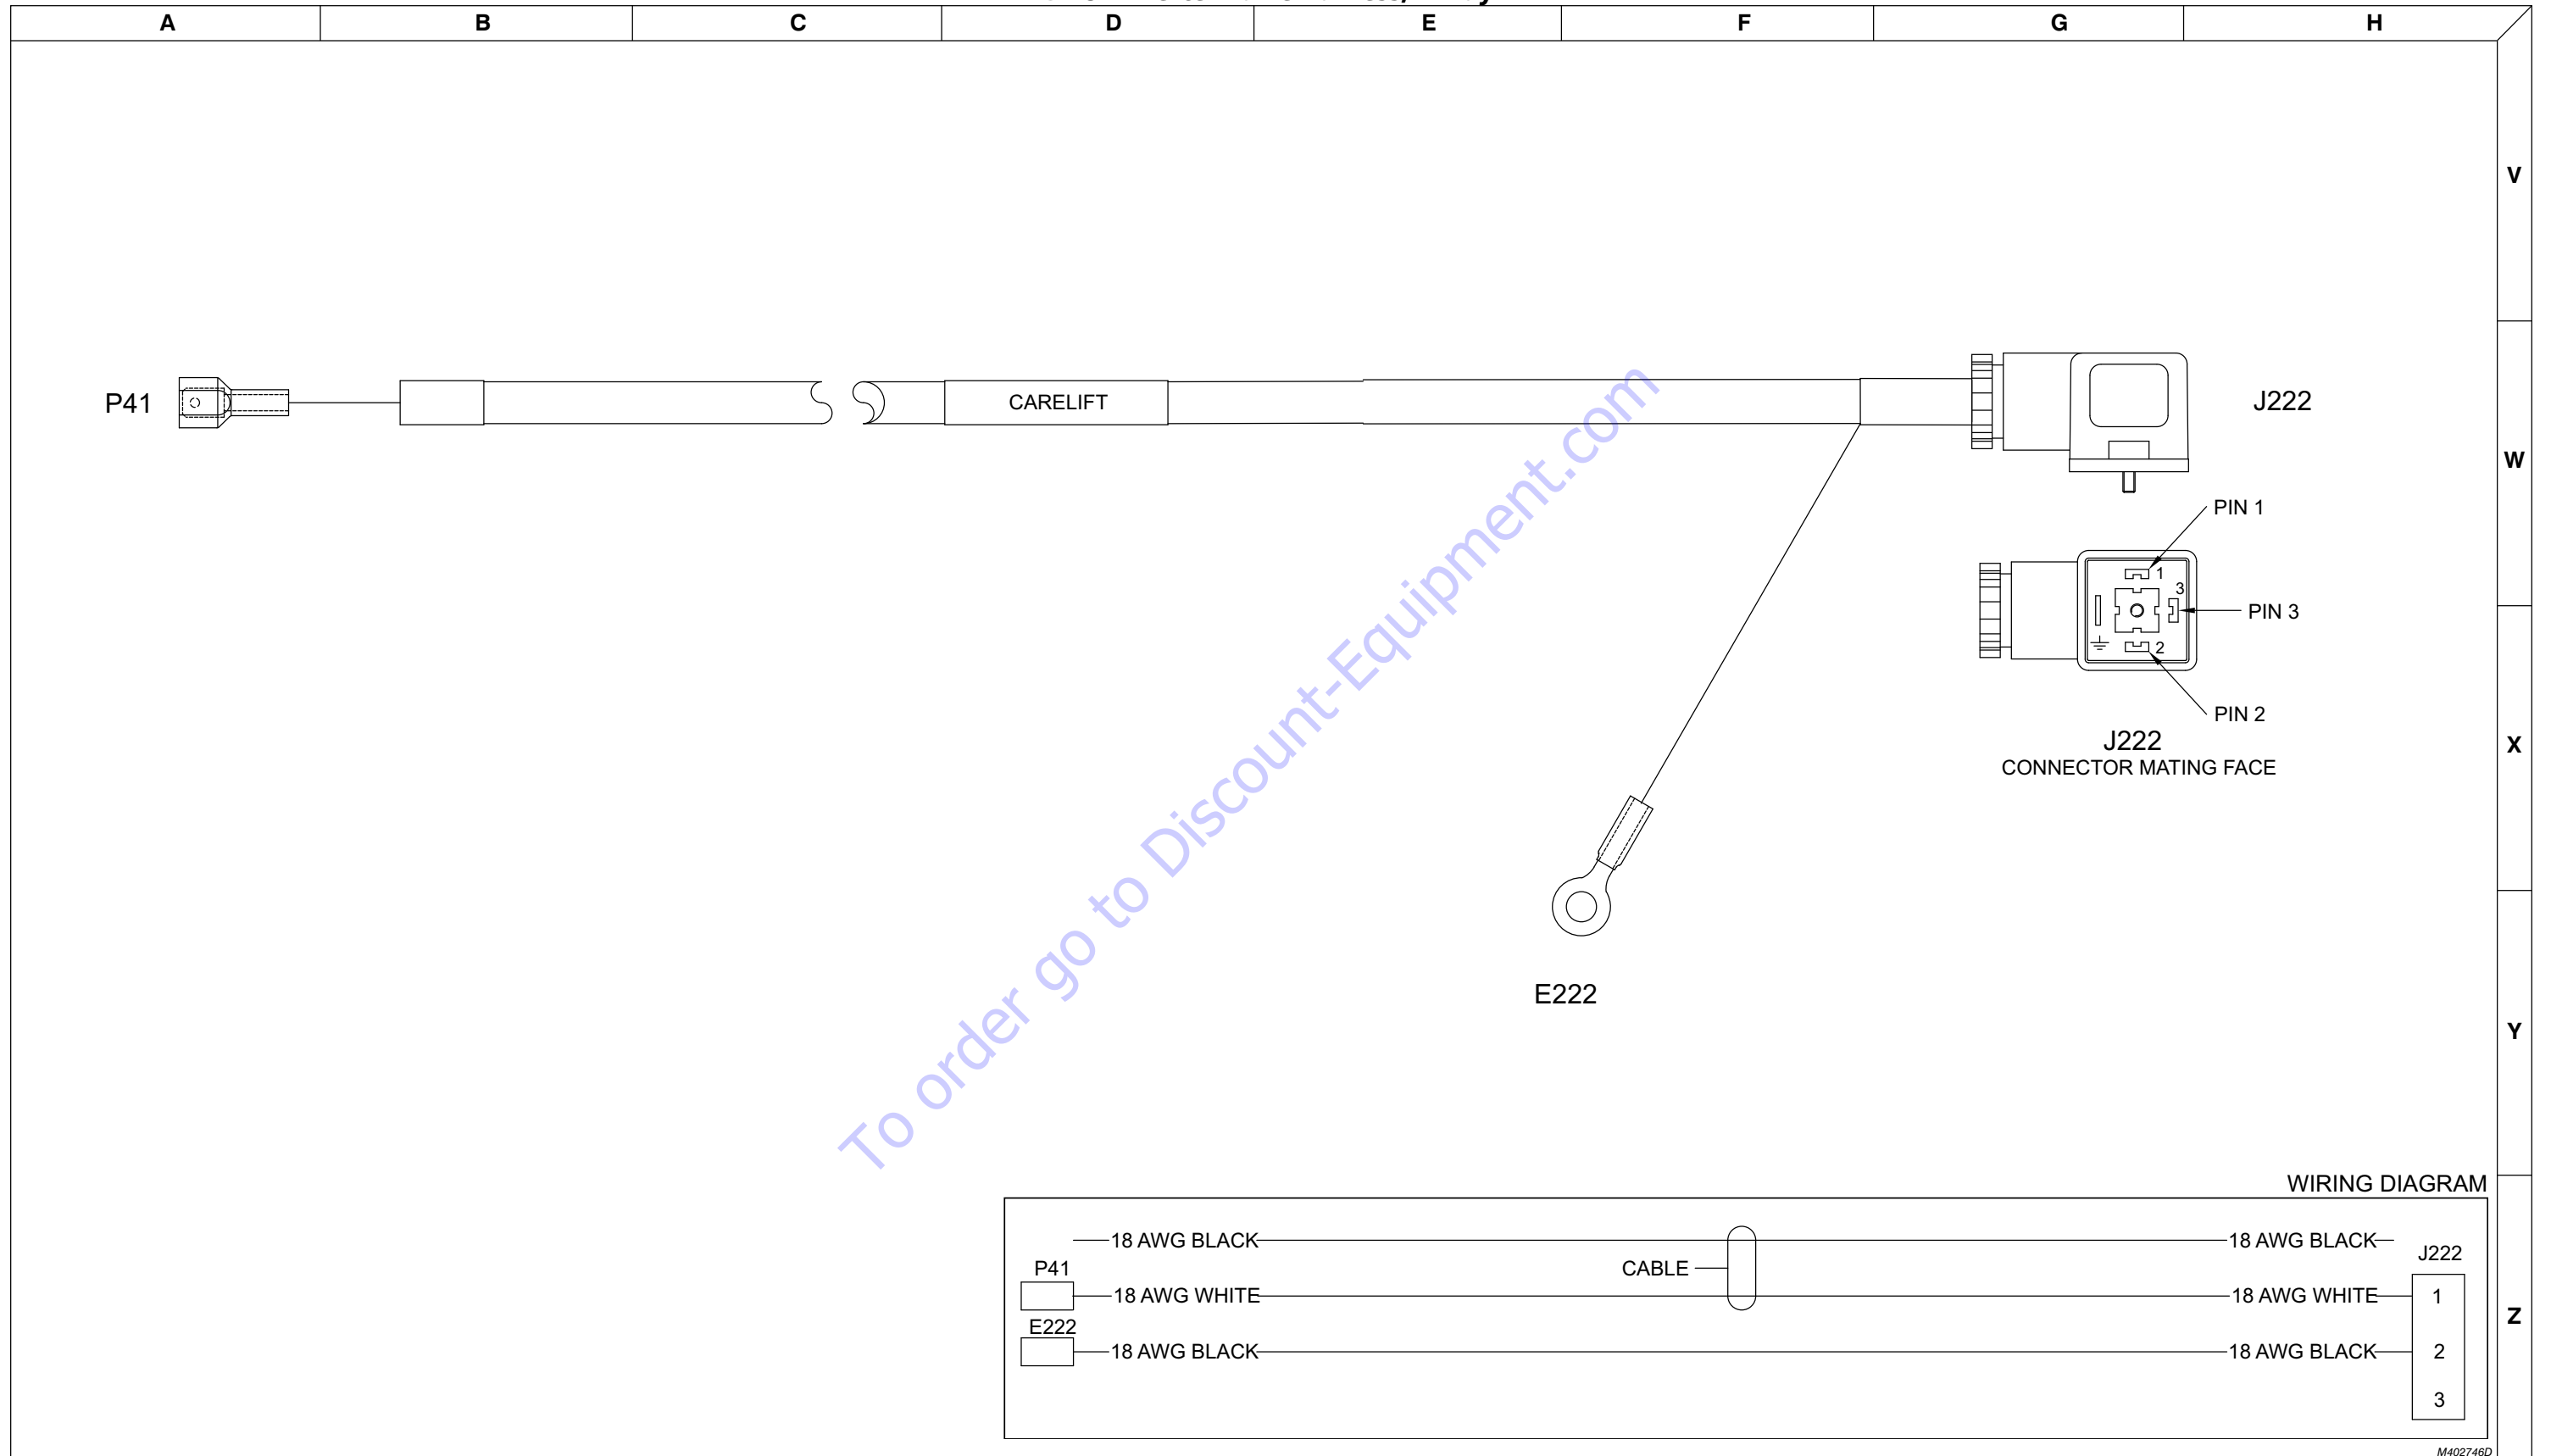 A B C D E F G H
V
P41
CARELIFT
J222
W
PIN 1
1
3
PIN 3
2
PIN 2
J222
CONNECTOR MATING FACE
X
To order go to Discount-Equipment.com
E222
Y
WIRING DIAGRAM
18 AWG BLACK 18 AWG BLACK
J222
P41
CABLE
18 AWG WHITE 18 AWG WHITE 1
Z
E222
18 AWG BLACK 18 AWG BLACK 2
3
M402746D